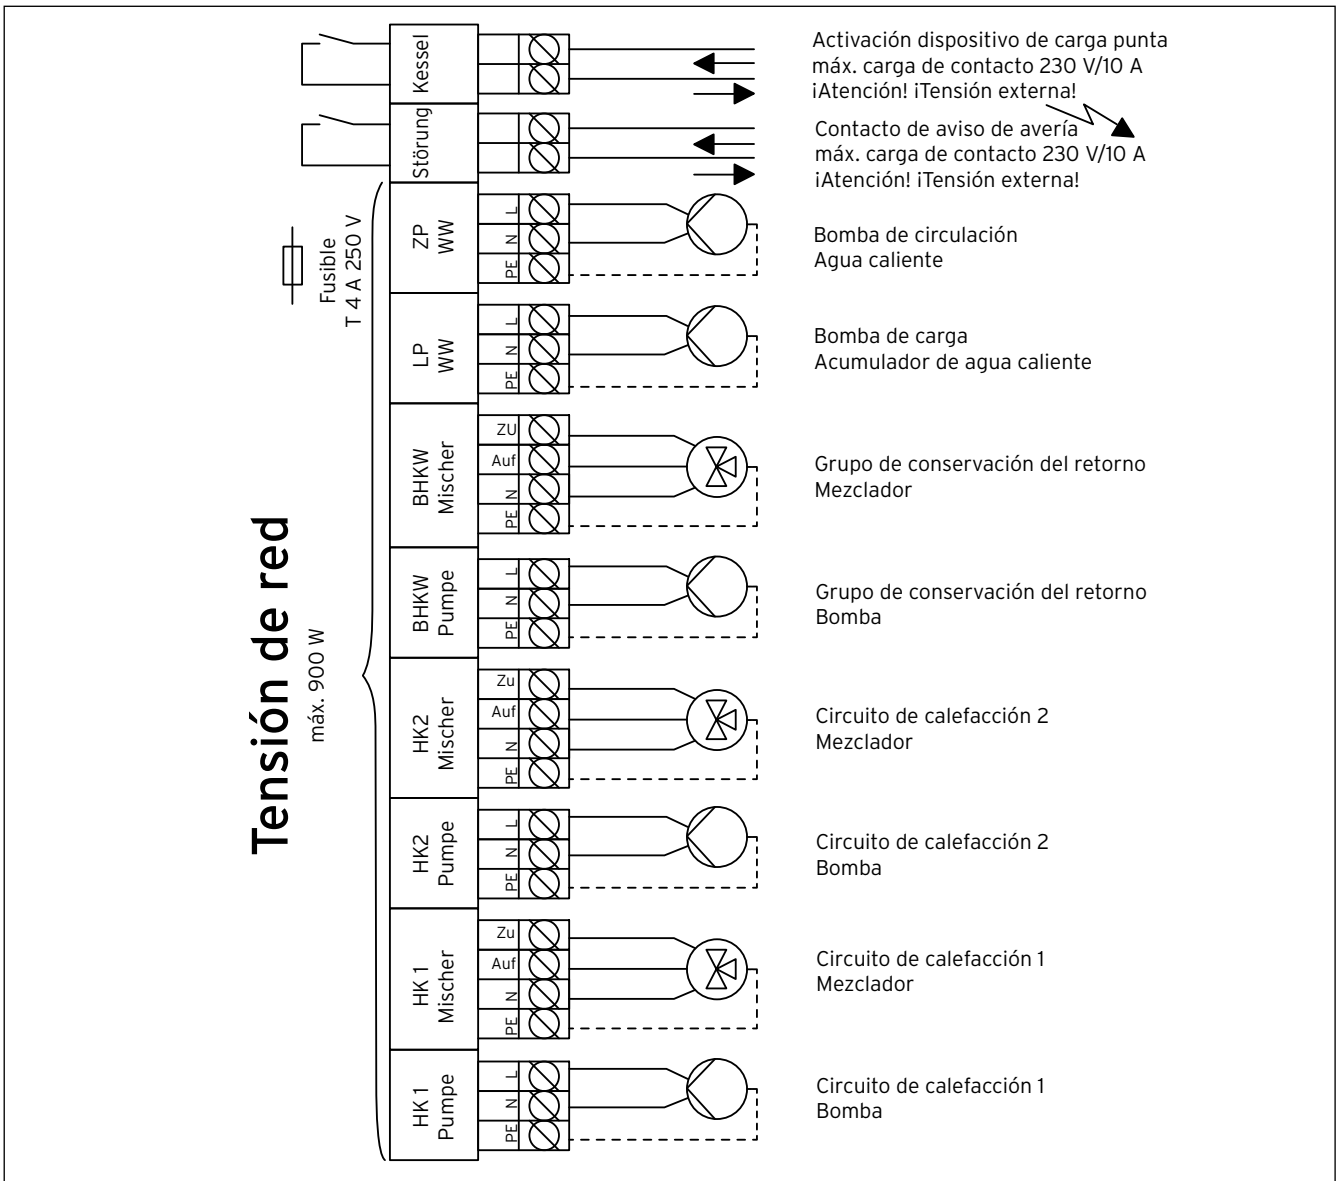 Kessel
Activación dispositivo de carga punta
máx. carga de contacto 230 V/10 A
¡Atención! ¡Tensión externa!
Störung
Contacto de aviso de avería
máx. carga de contacto 230 V/10 A
¡Atención! ¡Tensión externa!
Tensión de red
máx. 900 W
Fusible
T 4 A 250 V
ZP
WW
L
N
PE
Bomba de circulación
Agua caliente
LP
WW
L
N
PE
Bomba de carga
Acumulador de agua caliente
BHKW
Mischer
ZU
Auf
N
PE
Grupo de conservación del retorno
Mezclador
BHKW
Pumpe
L
N
PE
Grupo de conservación del retorno
Bomba
HK2
Mischer
Zu
Auf
N
PE
Circuito de calefacción 2
Mezclador
HK2
Pumpe
L
N
PE
Circuito de calefacción 2
Bomba
HK 1
Mischer
Zu
Auf
N
PE
Circuito de calefacción 1
Mezclador
HK 1
Pumpe
L
N
PE
Circuito de calefacción 1
Bomba